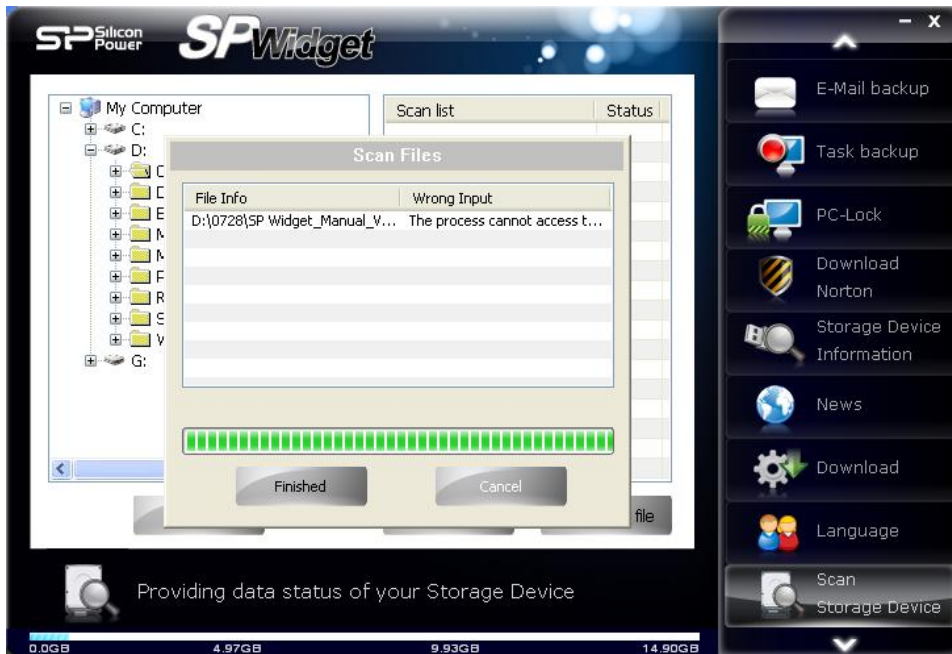 SP Silicon Power
SPWidget
– X
My Computer
C:
D:
C
D
E
M
M
F
R
S
W
G:
Scan list Status
Scan Files
File Info Wrong Input
D:\0728\SP Widget_Manual_V... The process cannot access t...
Finished Cancel
file
Providing data status of your Storage Device
0.0GB 4.97GB 9.93GB 14.90GB
E-Mail backup
Task backup
PC-Lock
Download
Norton
Storage Device
Information
News
Download
Language
Scan
Storage Device